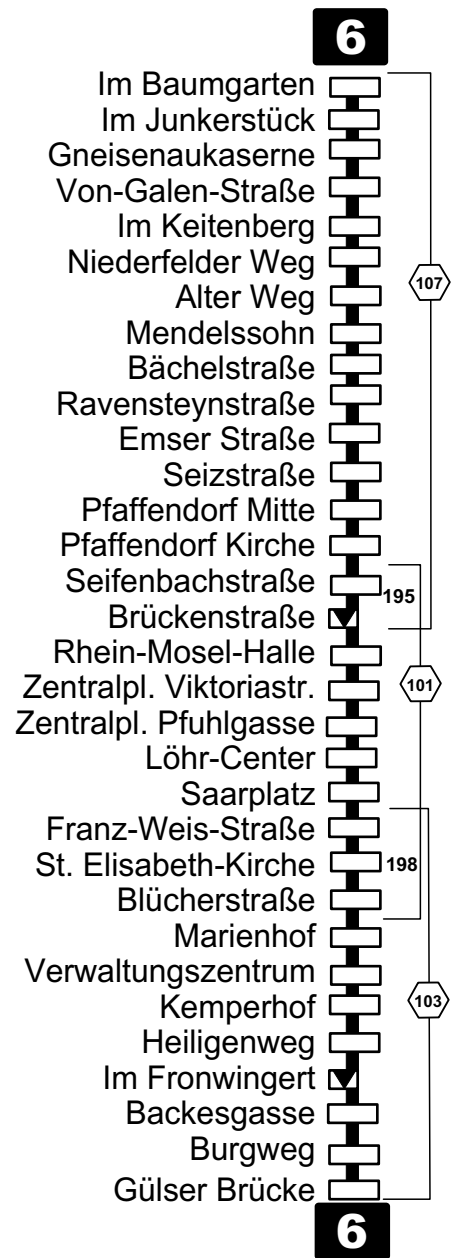 6
Im Baumgarten
Im Junkerstück
Gneisenaukaserne
Von-Galen-Straße
Im Keitenberg
Niederfelder Weg
Alter Weg
107
Mendelssohn
Bächelstraße
Ravensteynstraße
Emser Straße
Seizstraße
Pfaffendorf Mitte
Pfaffendorf Kirche
Seifenbachstraße
195
Brückenstraße
Rhein-Mosel-Halle
Zentralpl. Viktoriastr.
101
Zentralpl. Pfuhlgasse
Löhr-Center
Saarplatz
Franz-Weis-Straße
St. Elisabeth-Kirche
198
Blücherstraße
Marienhof
Verwaltungszentrum
Kemperhof
103
Heiligenweg
Im Fronwingert
Backesgasse
Burgweg
Gülser Brücke
6